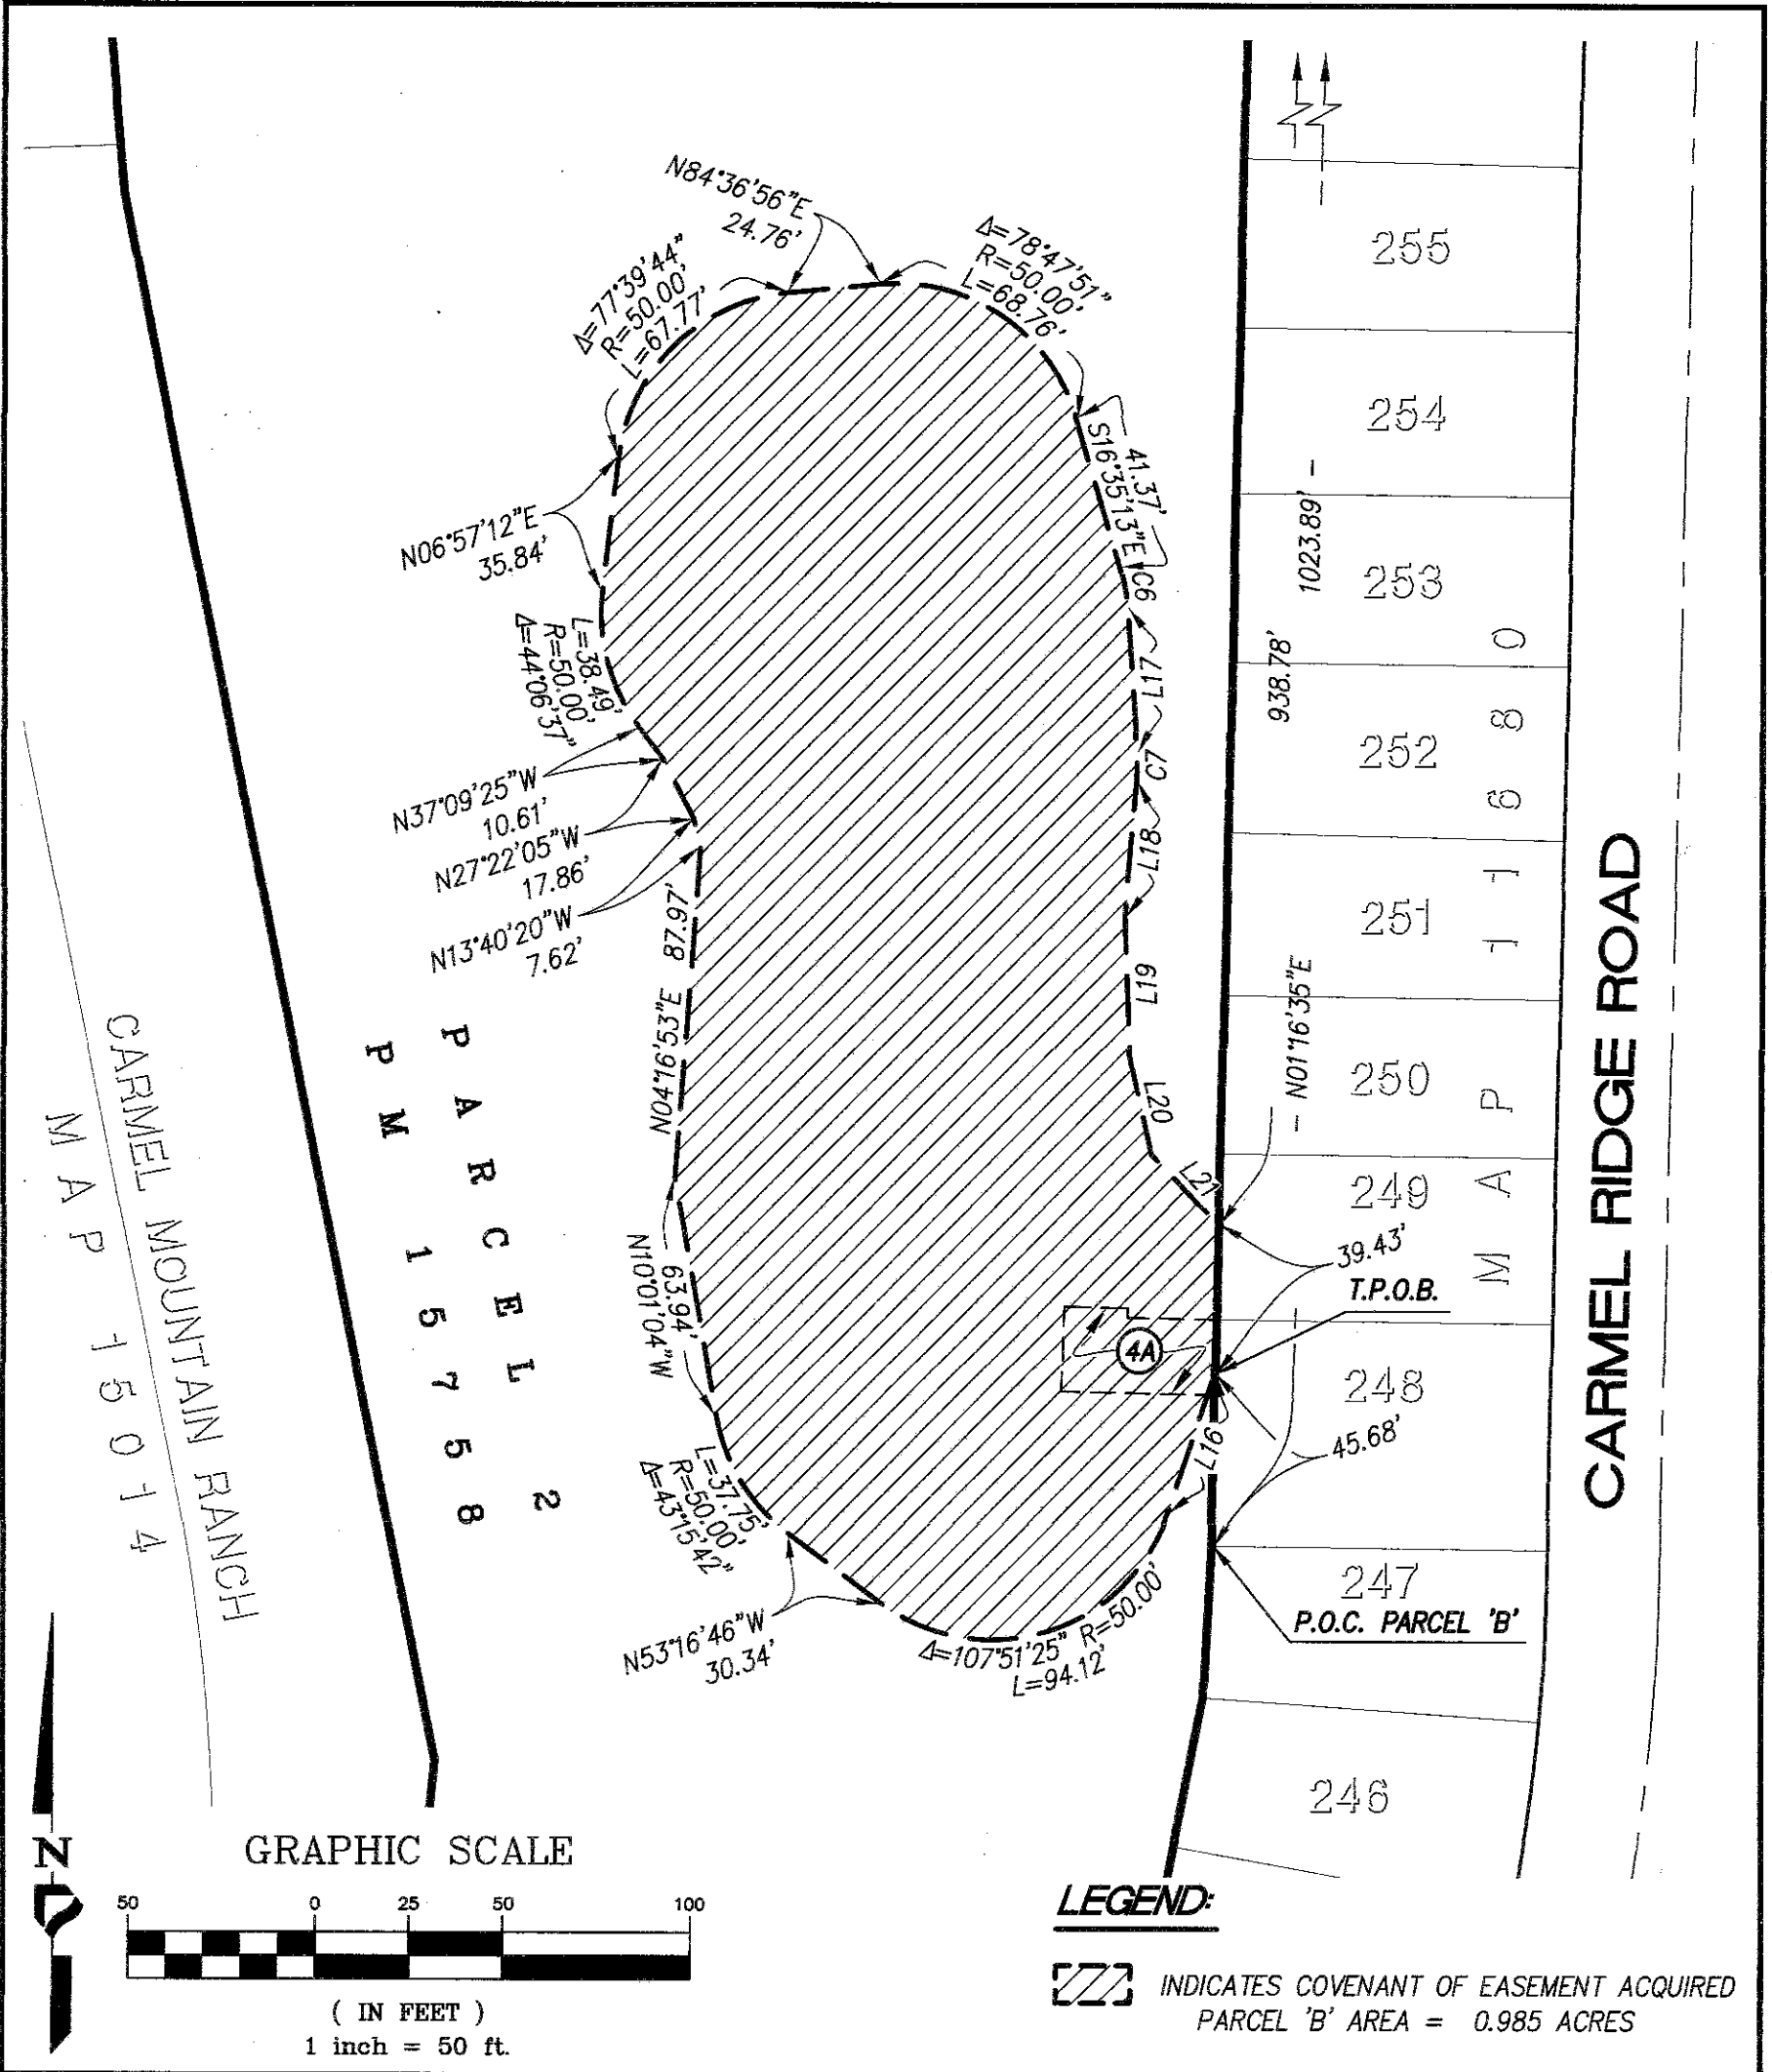 N84°36'56"E
24.76'
Δ=78°47'51"
R=50.00'
L=68.76'
Δ=77°39'44"
R=50.00'
L=67.77'
255
254
41.37'
S16°35'13"E
C6
1023.89'
N06°57'12"E
35.84'
253
938.78'
L=38.49'
R=50.00'
Δ=44°06'37"
L17
252
C7
N37°09'25"W
10.61'
N27°22'05"W
17.86'
N13°40'20"W
7.62'
L18
251
87.97'
N04°16'53"E
L19
N01°16'35"E
250
L20
L21
249
MAP 11680
CARMEL RIDGE ROAD
PARCEL 2
PM 15758
CARMEL MOUNTAIN RANCH
MAP 15014
63.94'
N10°01'04"W
39.43'
T.P.O.B.
4A
248
45.68'
L16
L=37.75'
R=50.00'
Δ=43°15'42"
247
P.O.C. PARCEL 'B'
N53°16'46"W
30.34'
Δ=107°51'25" R=50.00'
L=94.12'
246
N
GRAPHIC SCALE
50 0 25 50 100
( IN FEET )
1 inch = 50 ft.
LEGEND:
INDICATES COVENANT OF EASEMENT ACQUIRED
PARCEL 'B' AREA = 0.985 ACRES